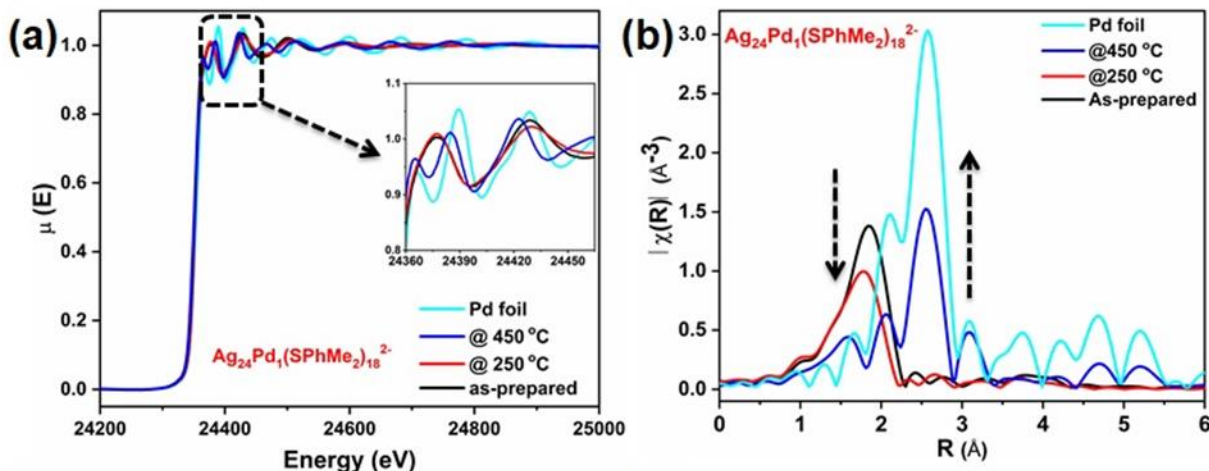 (a)
μ (E)
1.0
0.8
0.6
0.4
0.2
0.0
1.1
1.0
0.9
0.8
24360 24390 24420 24450
Pd foil
@ 450 °C
@ 250 °C
as-prepared
Ag24Pd1(SPhMe2)18 2-
24200 24400 24600 24800 25000
Energy (eV)
(b)
Ag24Pd1(SPhMe2)18 2-
Pd foil
@450 °C
@250 °C
As-prepared
|χ(R)| (Å-3)
3.0
2.5
2.0
1.5
1.0
0.5
0.0
0 1 2 3 4 5 6
R (Å)